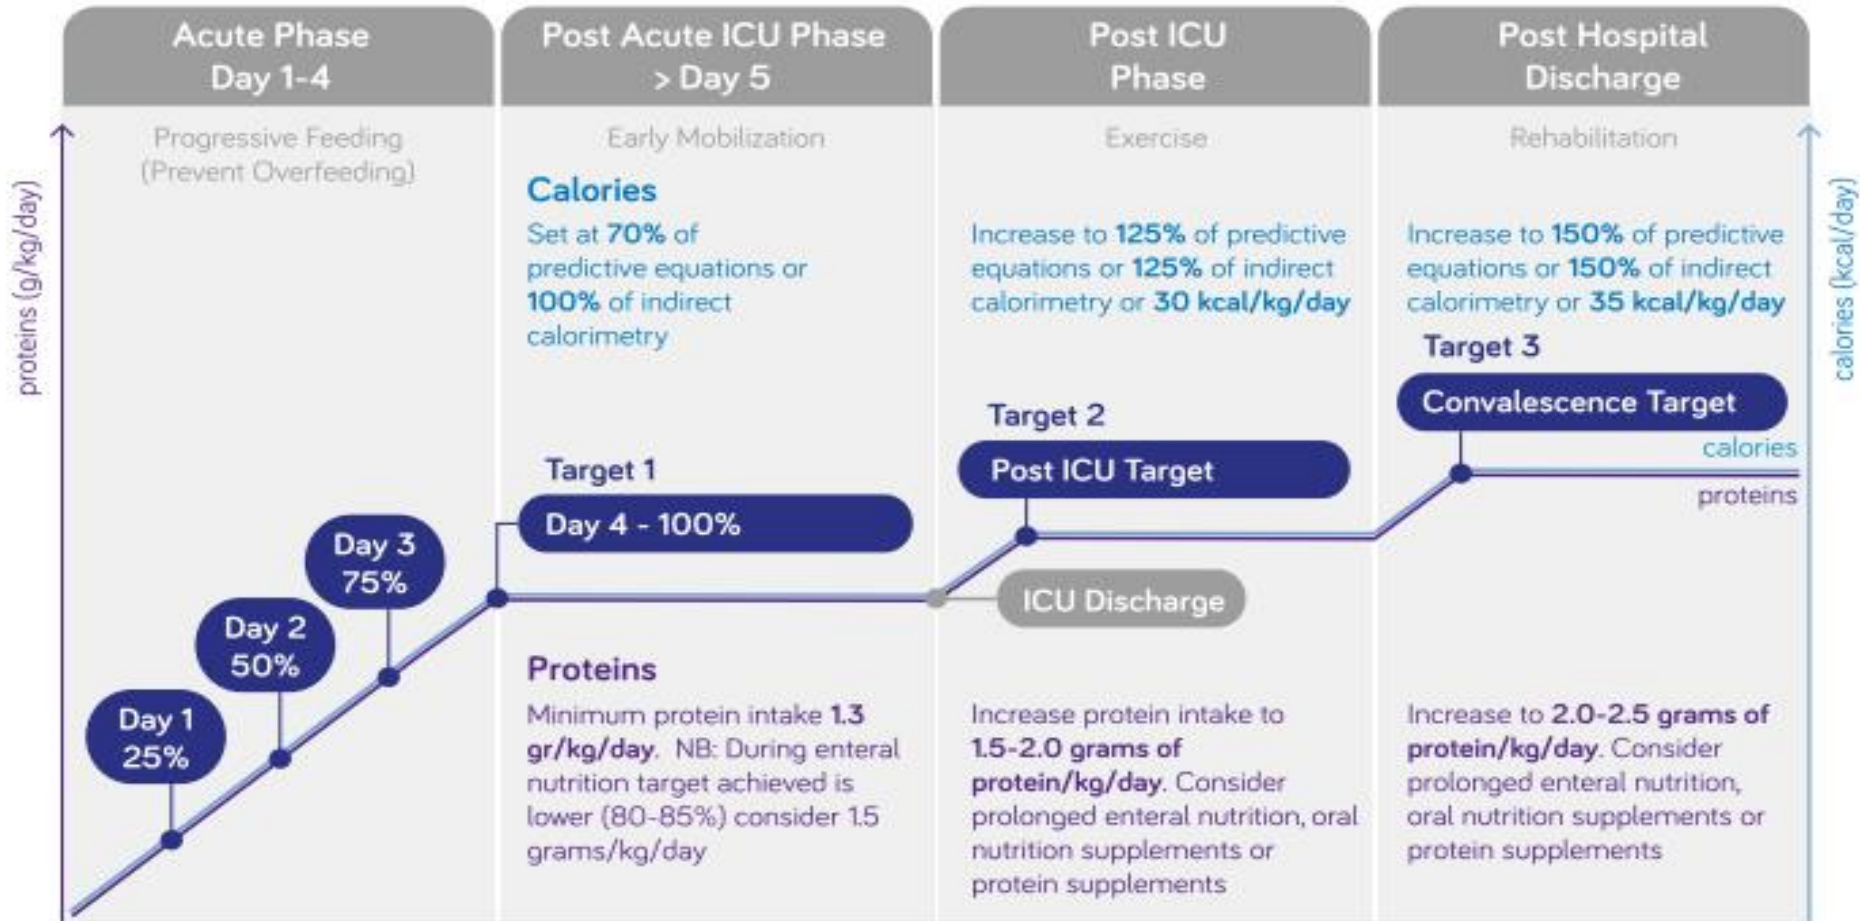 Acute Phase
Day 1-4
Post Acute ICU Phase
> Day 5
Post ICU
Phase
Post Hospital
Discharge
proteins (g/kg/day)
Progressive Feeding
(Prevent Overfeeding)
Early Mobilization
Exercise
Rehabilitation
calories (kcal/day)
Calories
Set at 70% of
predictive equations or
100% of indirect
calorimetry
Increase to 125% of predictive
equations or 125% of indirect
calorimetry or 30 kcal/kg/day
Increase to 150% of predictive
equations or 150% of indirect
calorimetry or 35 kcal/kg/day
Day 1
25%
Day 2
50%
Day 3
75%
Target 1
Day 4 - 100%
Target 2
Post ICU Target
ICU Discharge
Target 3
Convalescence Target
calories
proteins
Proteins
Minimum protein intake 1.3
gr/kg/day. NB: During enteral
nutrition target achieved is
lower (80-85%) consider 1.5
grams/kg/day
Increase protein intake to
1.5-2.0 grams of
protein/kg/day. Consider
prolonged enteral nutrition, oral
nutrition supplements or
protein supplements
Increase to 2.0-2.5 grams of
protein/kg/day. Consider
prolonged enteral nutrition,
oral nutrition supplements or
protein supplements